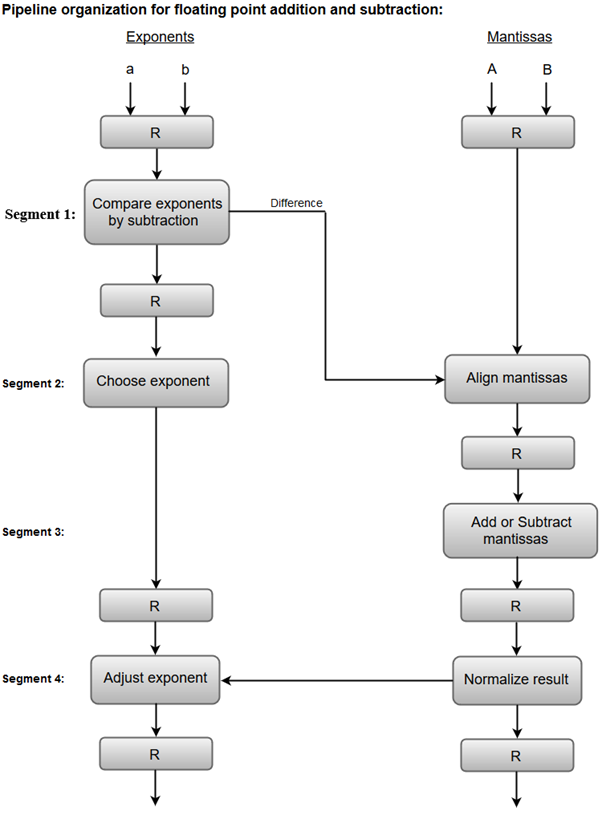 Pipeline organization for floating point addition and subtraction:
Exponents
Mantissas
a
b
A
B
R
R
Segment 1:
Compare exponents
by subtraction
Difference
R
Segment 2:
Choose exponent
Align mantissas
R
Segment 3:
Add or Subtract
mantissas
R
R
Segment 4:
Adjust exponent
Normalize result
R
R